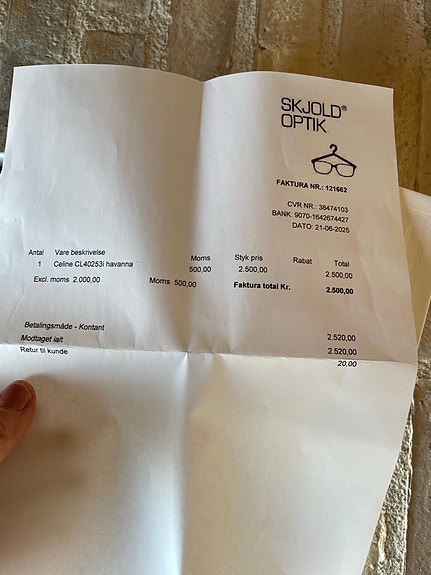 SKJOLD®
OPTIK
FAKTURA NR.: 121662
CVR NR.: 38474103
BANK: 9070-1642674427
DATO: 21-06-2025
Antal Vare beskrivelse Moms Styk pris Rabat Total
1 Celine CL40253i havanna 500,00 2.500,00 2.500,00
Excl. moms 2.000,00 Moms 500,00 Faktura total Kr. 2.500,00
Betalingsmåde - Kontant 2.520,00
Modtaget ialt 2.520,00
Retur til kunde 20,00